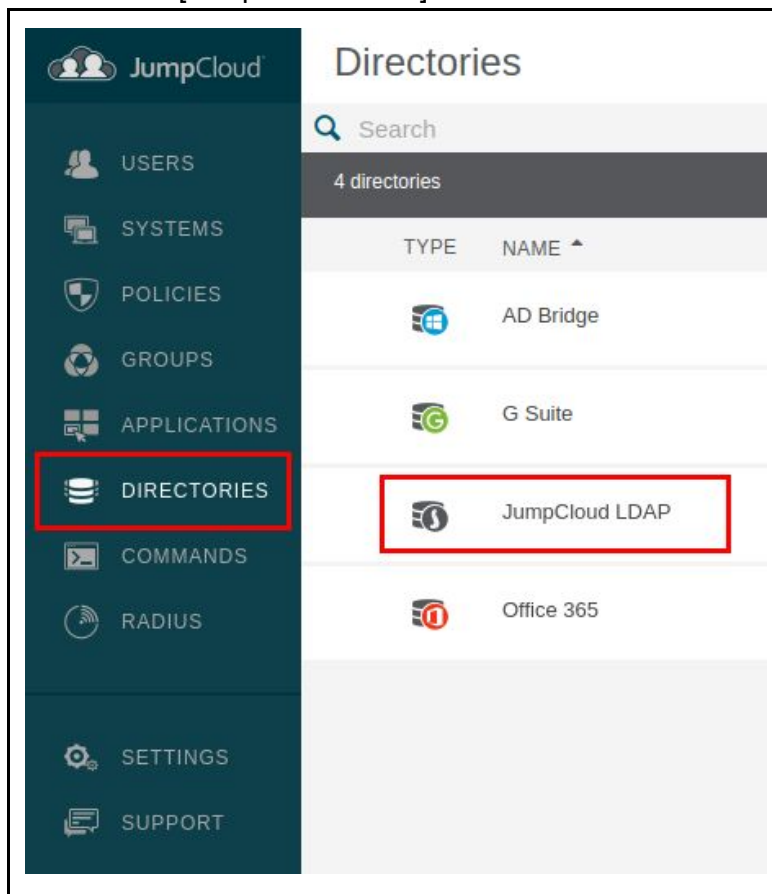 JumpCloud
USERS
SYSTEMS
POLICIES
GROUPS
APPLICATIONS
DIRECTORIES
COMMANDS
RADIUS
SETTINGS
SUPPORT
Directories
Search
4 directories
TYPE NAME
AD Bridge
G Suite
JumpCloud LDAP
Office 365